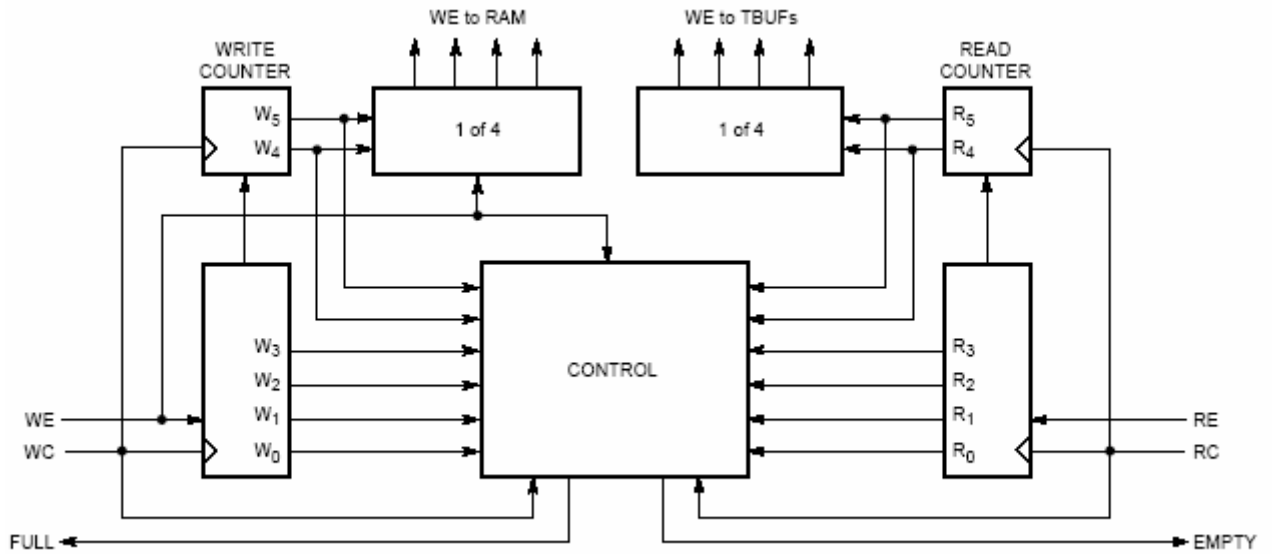 WE to RAM
WE to TBUFs
WRITE
COUNTER
READ
COUNTER
W5
W4
1 of 4
1 of 4
R5
R4
W3
W2
W1
W0
CONTROL
R3
R2
R1
R0
WE
WC
RE
RC
FULL
EMPTY